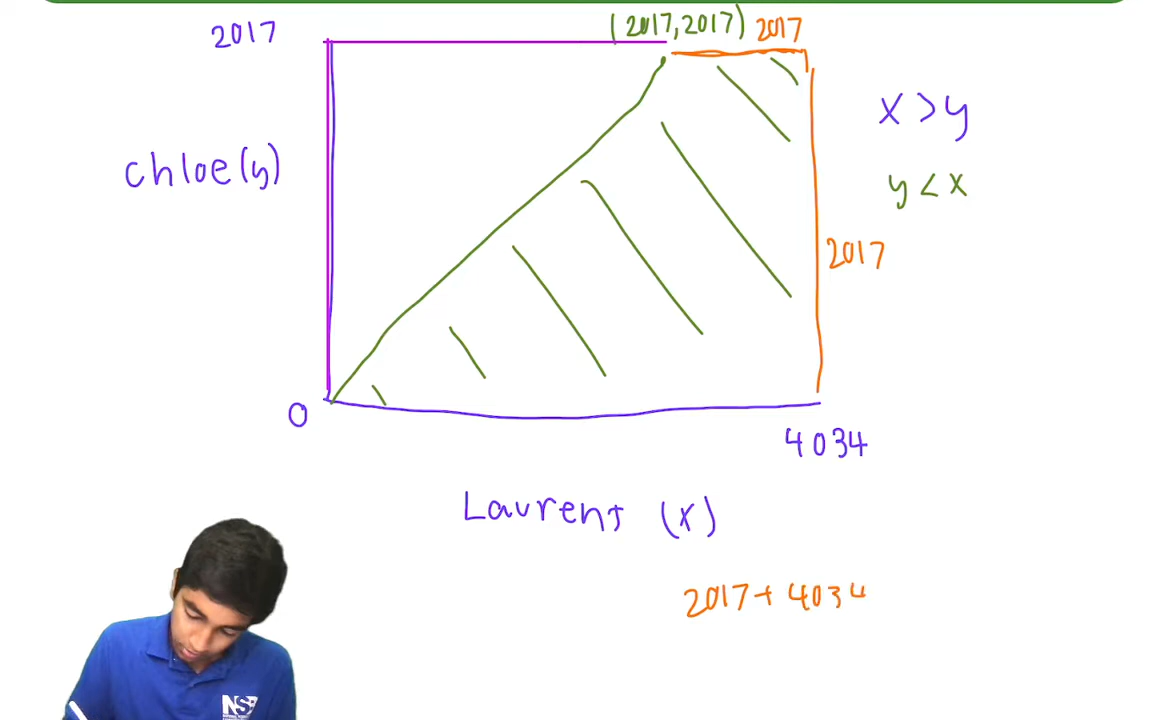 2017
(2017,2017) 2017
x > y
chloe(y)
y < x
2017
0
4034
Laurent (x)
2017 + 4034